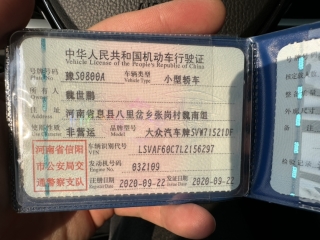 中华人民共和国机动车行驶证
Vehicle License of the People's Republic of China
号牌号码 豫S0800A 车辆类型 小型轿车
Plate No. Vehicle Type
所有人 魏世鹏
Owner
住址 河南省息县八里岔乡张岗村魏南组
Address
使用性质 非营运 品牌型号 大众汽车牌SVW71521DF
Use Character Model
河南省信阳
市公安局交
通警察支队
车辆识别代号 LSVAF60C7L2156297
VIN
发动机号码 032109
Engine No.
注册日期 2020-09-22 发证日期 2020-09-22
Register Date Issue Date